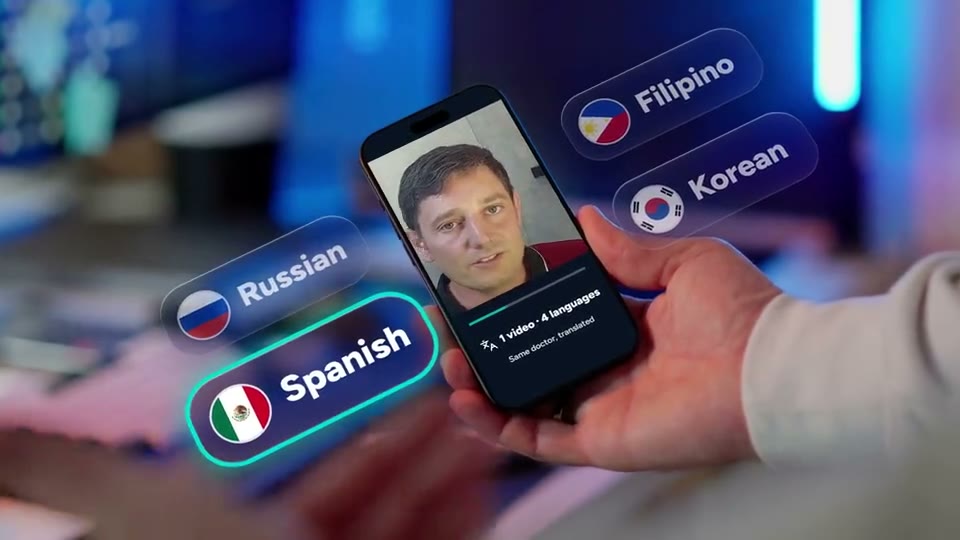 Filipino
Korean
Russian
Spanish
1 video · 4 languages
Same doctor, translated